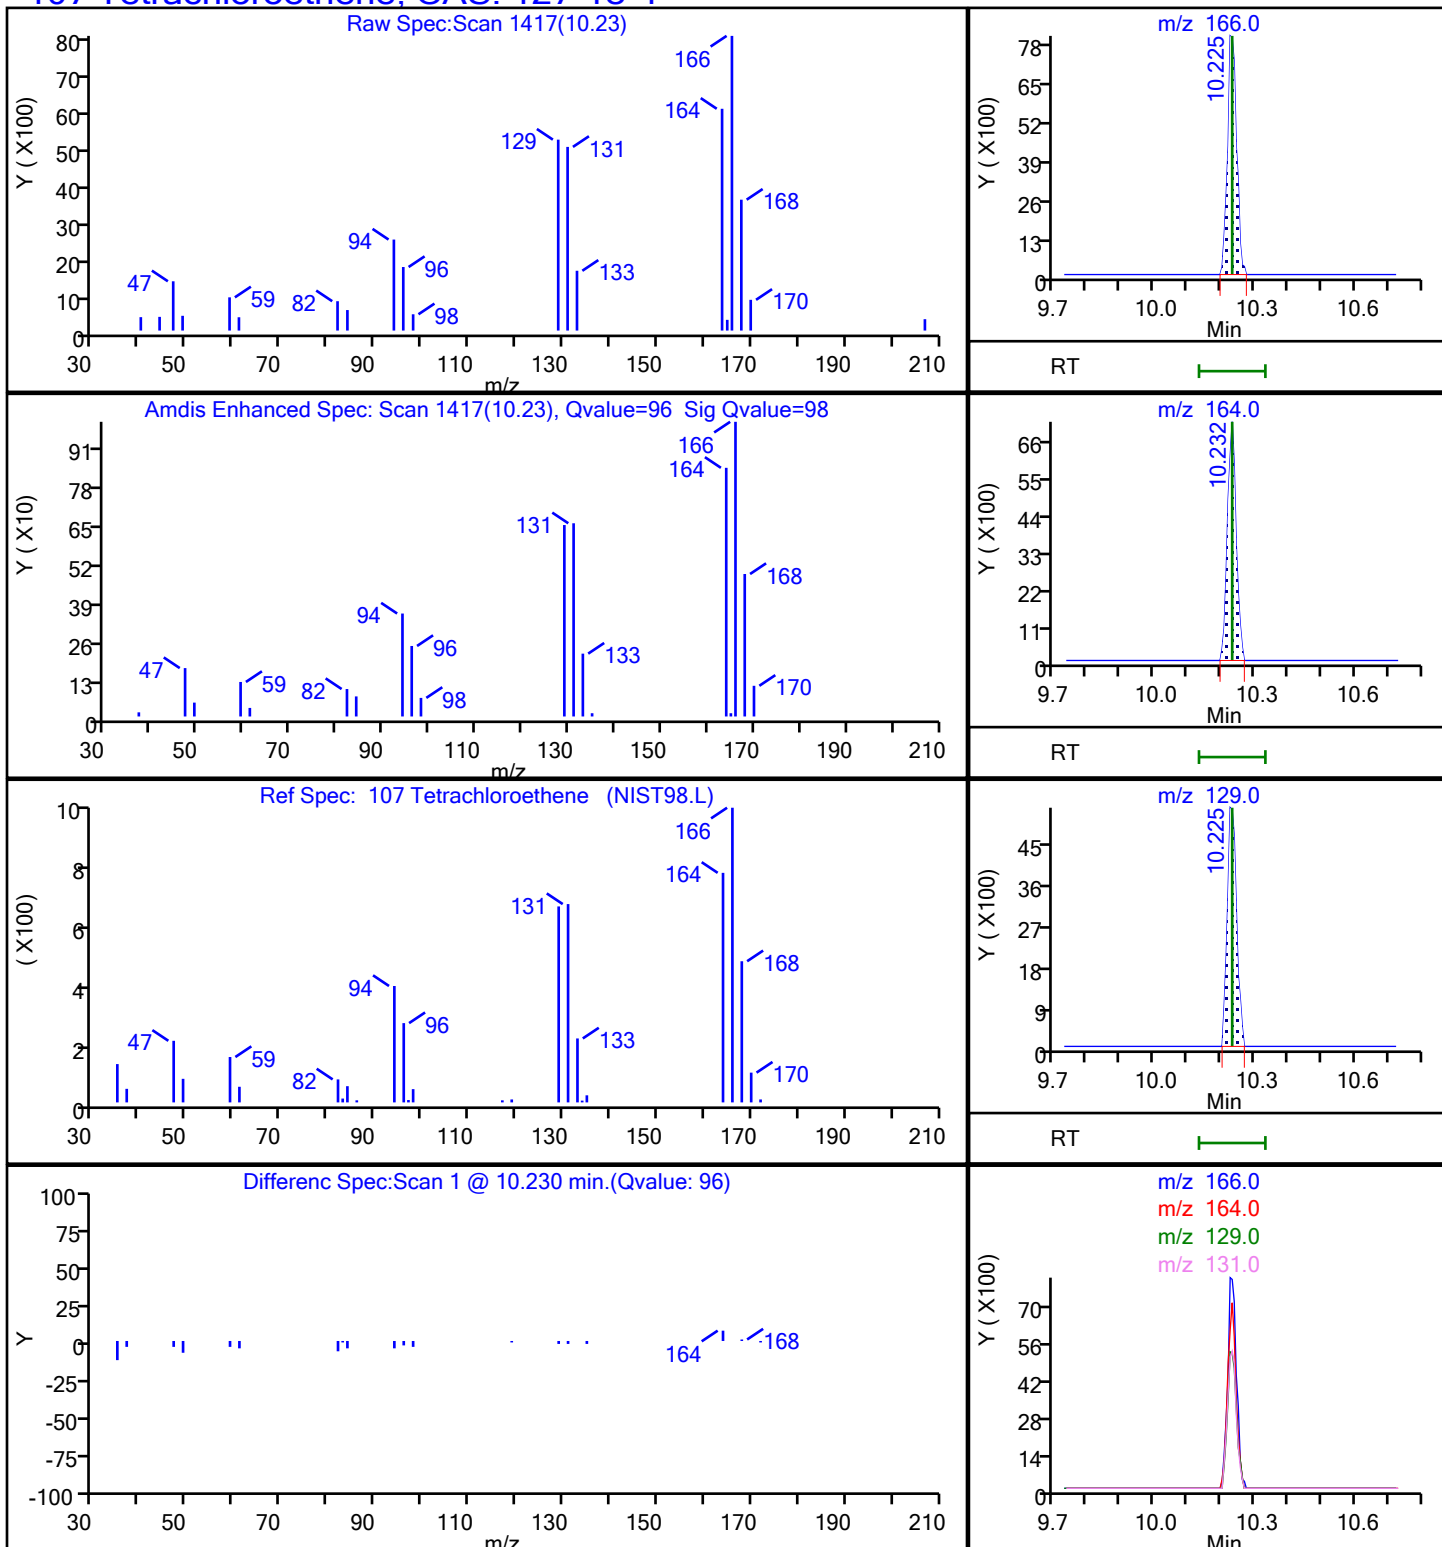 107 Tetrachloroethene, CAS: 127-18-4
Raw Spec:Scan 1417(10.23)
Y ( X100)
80
70
60
50
40
30
20
10
0
166
164
129
131
168
94
96
133
47
59
82
98
170
30 50 70 90 110 130 150 170 190 210
m/z
m/z 166.0
10.225
Y ( X100)
78
65
52
39
26
13
0
9.7 10.0 10.3 10.6
Min
RT
Amdis Enhanced Spec: Scan 1417(10.23), Qvalue=96 Sig Qvalue=98
Y ( X10)
91
78
65
52
39
26
13
0
166
164
131
168
94
96
133
47
59
82
98
170
30 50 70 90 110 130 150 170 190 210
m/z
m/z 164.0
10.232
Y ( X100)
66
55
44
33
22
11
0
9.7 10.0 10.3 10.6
Min
RT
Ref Spec: 107 Tetrachloroethene (NIST98.L)
( X100)
10
8
6
4
2
0
166
164
131
168
94
96
133
47
59
82
170
30 50 70 90 110 130 150 170 190 210
m/z 129.0
10.225
Y ( X100)
45
36
27
18
9
0
9.7 10.0 10.3 10.6
Min
RT
Differenc Spec:Scan 1 @ 10.230 min.(Qvalue: 96)
Y
100
75
50
25
0
-25
-50
-75
-100
164
168
30 50 70 90 110 130 150 170 190 210
m/z
m/z 166.0
m/z 164.0
m/z 129.0
m/z 131.0
Y ( X100)
70
56
42
28
14
0
9.7 10.0 10.3 10.6
Min